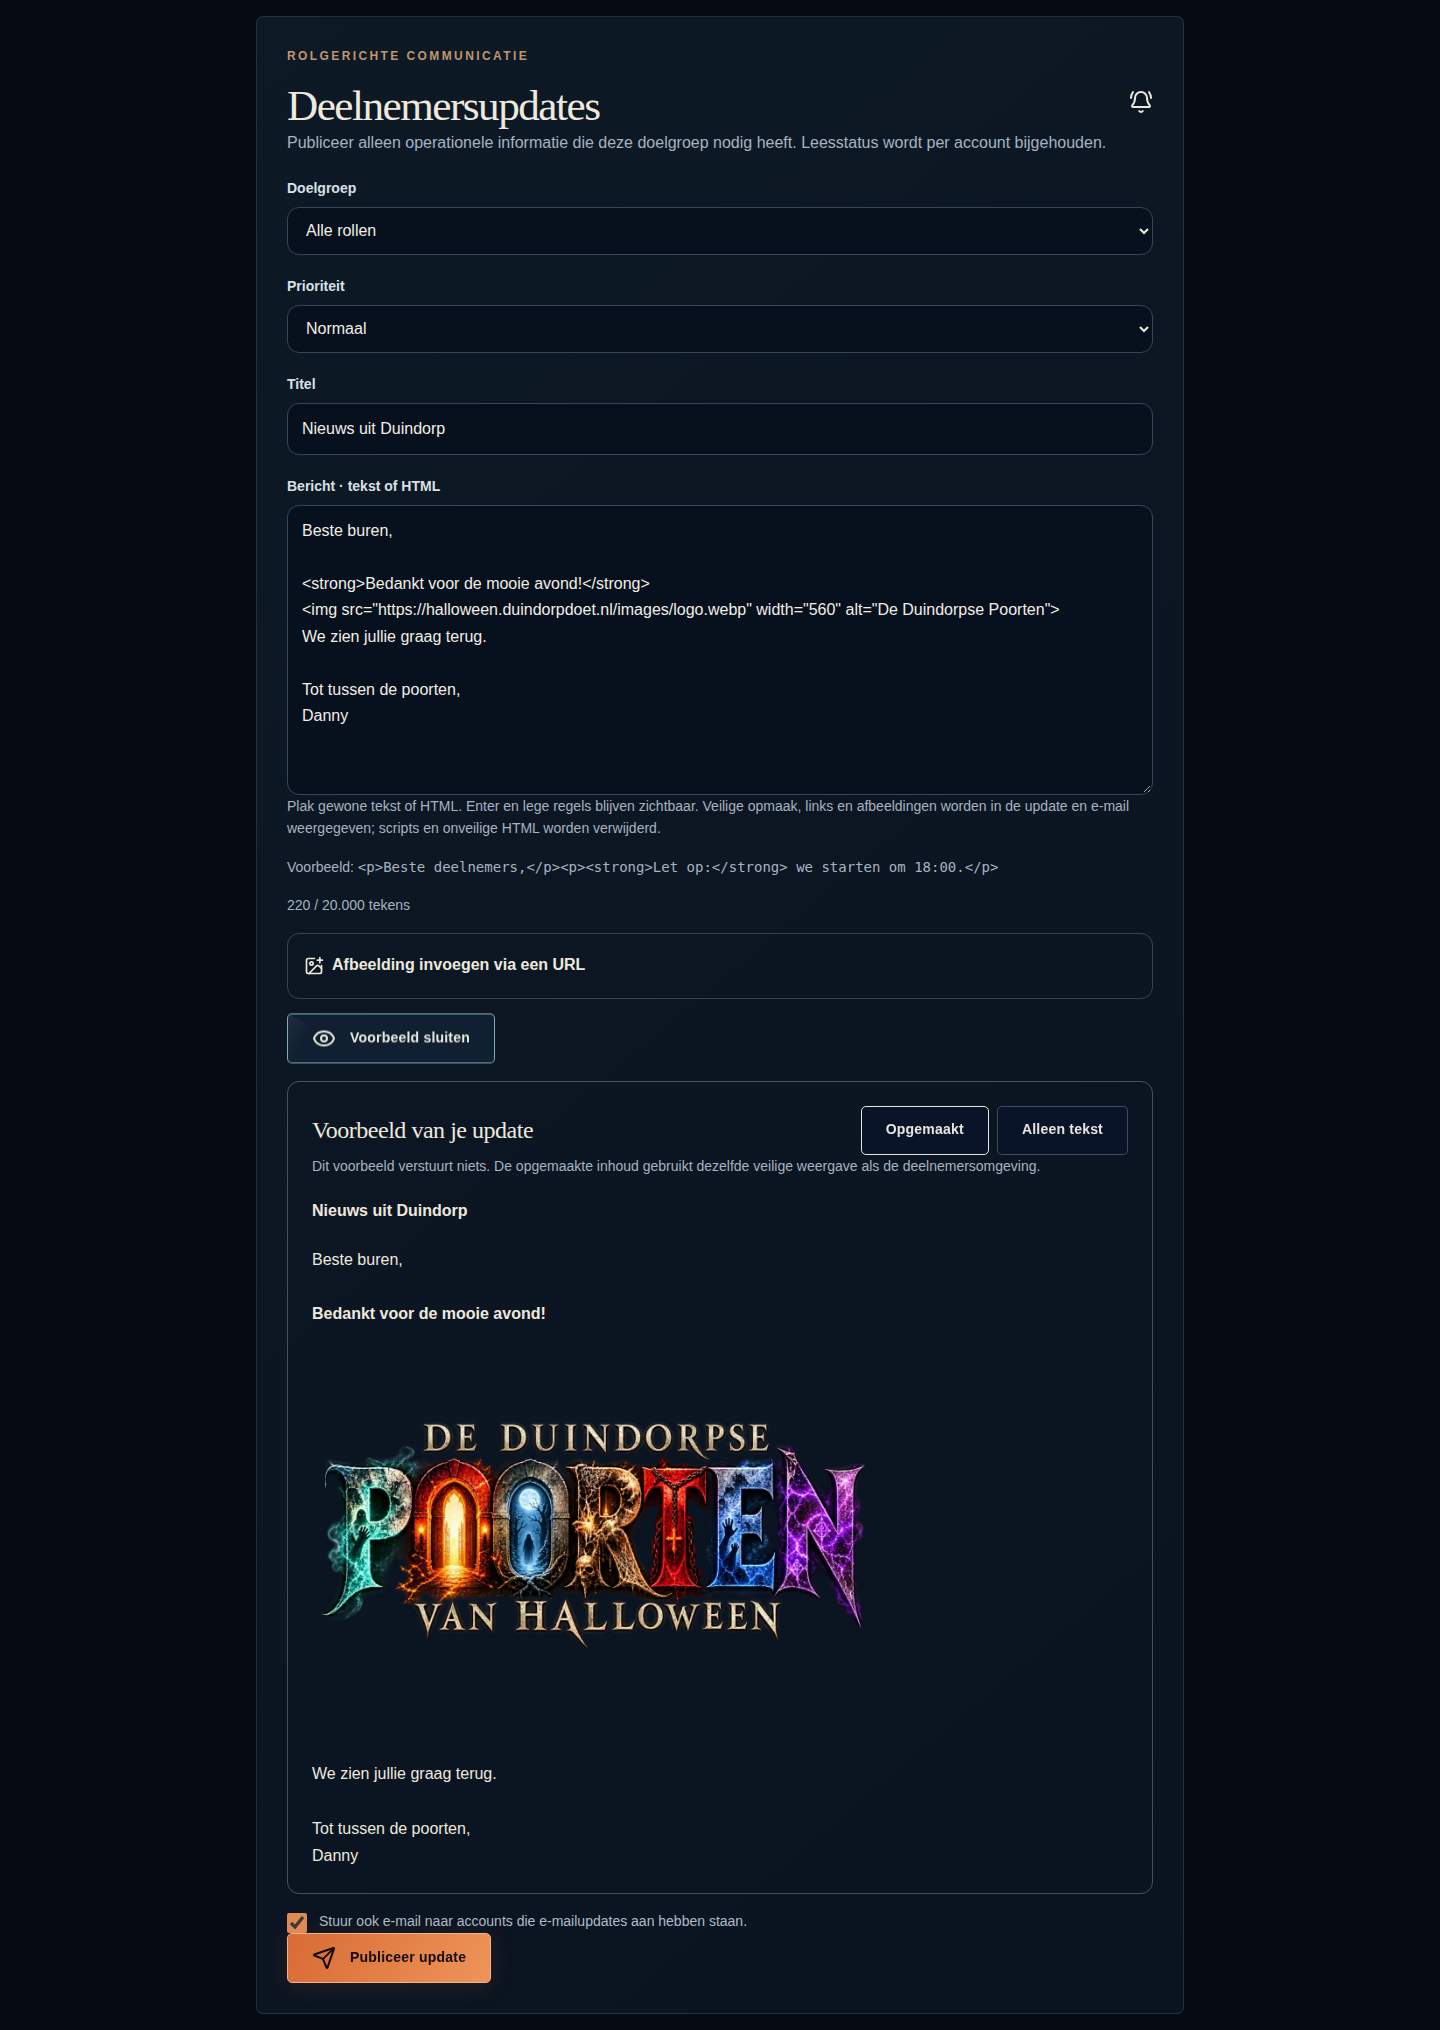 ROLGERICHTE COMMUNICATIE
Deelnemersupdates
Publiceer alleen operationele informatie die deze doelgroep nodig heeft. Leesstatus wordt per account bijgehouden.
Doelgroep
Alle rollen
Prioriteit
Normaal
Titel
Nieuws uit Duindorp
Bericht · tekst of HTML
Beste buren,
<strong>Bedankt voor de mooie avond!</strong>
<img src="https://halloween.duindorpdoet.nl/images/logo.webp" width="560" alt="De Duindorpse Poorten">
We zien jullie graag terug.
Tot tussen de poorten,
Danny
Plak gewone tekst of HTML. Enter en lege regels blijven zichtbaar. Veilige opmaak, links en afbeeldingen worden in de update en e-mail
weergegeven; scripts en onveilige HTML worden verwijderd.
Voorbeeld: <p>Beste deelnemers,</p><p><strong>Let op:</strong> we starten om 18:00.</p>
220 / 20.000 tekens
Afbeelding invoegen via een URL
Voorbeeld sluiten
Voorbeeld van je update
Opgemaakt
Alleen tekst
Dit voorbeeld verstuurt niets. De opgemaakte inhoud gebruikt dezelfde veilige weergave als de deelnemersomgeving.
Nieuws uit Duindorp
Beste buren,
Bedankt voor de mooie avond!
DE DUINDORPSE
POORTEN
VAN HALLOWEEN
We zien jullie graag terug.
Tot tussen de poorten,
Danny
Stuur ook e-mail naar accounts die e-mailupdates aan hebben staan.
Publiceer update